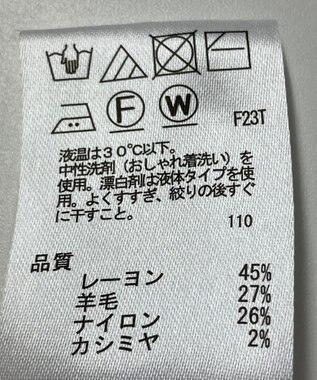 F W F23T
液温は30℃以下。
中性洗剤（おしゃれ着洗い）を
使用。漂白剤は液体タイプを使
用。よくすすぎ、絞りの後すぐ
に干すこと。
110
品質
レーヨン 45%
羊毛 27%
ナイロン 26%
カシミヤ 2%